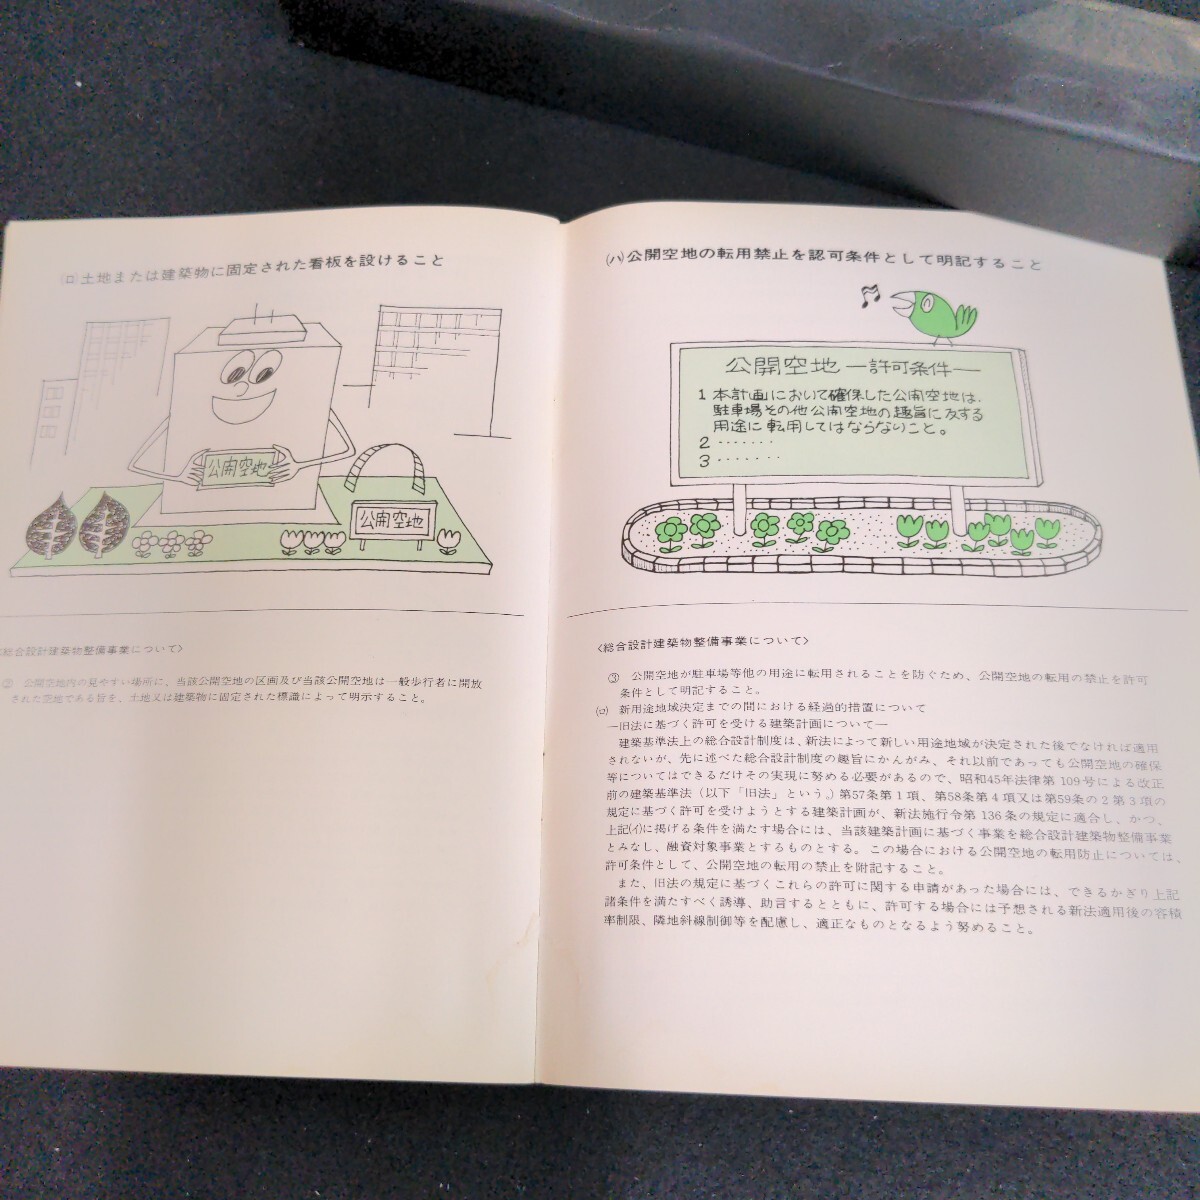 (ロ)土地または建築物に固定された看板を設けること
公開空地
公開空地
総合設計建築物整備事業について〉
② 公開空地内の見やすい場所に、当該公開空地の区画及び当該公開空地は一般歩行者に開放
された空地である旨を、土地又は建築物に固定された標識によって明示すること。
(ハ)公開空地の転用禁止を認可条件として明記すること
公開空地 ―許可条件―
1 本計画において確保した公開空地は、
駐車場その他公開空地の趣旨に反する
用途に転用してはならないこと。
2 ‥‥‥‥
3 ‥‥‥‥
〈総合設計建築物整備事業について〉
③ 公開空地が駐車場等他の用途に転用されることを防ぐため、公開空地の転用の禁止を許可
条件として明記すること。
(ロ) 新用途地域決定までの間における経過的措置について
―旧法に基づく許可を受ける建築計画について―
建築基準法上の総合設計制度は、新法によって新しい用途地域が決定された後でなければ適用
されないが、先に述べた総合設計制度の趣旨にかんがみ、それ以前であっても公開空地の確保
等についてはできるだけその実現に努める必要があるので、昭和45年法律第109号による改正
前の建築基準法（以下「旧法」という。）第57条第1項、第58条第4項又は第59条の2第3項の
規定に基づく許可を受けようとする建築計画が、新法施行令第136条の規定に適合し、かつ、
上記(イ)に掲げる条件を満たす場合には、当該建築計画に基づく事業を総合設計建築物整備事業
とみなし、融資対象事業とするものとする。この場合における公開空地の転用防止については、
許可条件として、公開空地の転用の禁止を附記すること。
また、旧法の規定に基づくこれらの許可に関する申請があった場合には、できるかぎり上記
諸条件を満たすべく誘導、助言するとともに、許可する場合には予想される新法適用後の容積
率制限、隣地斜線制御等を配慮し、適正なものとなるよう努めること。